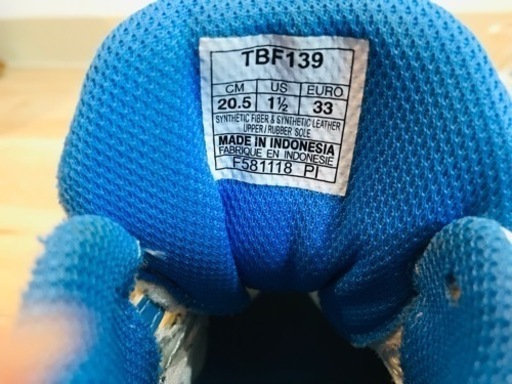 TBF139
CM US EURO
20.5 1½ 33
SYNTHETIC FIBER & SYNTHETIC LEATHER
UPPER/RUBBER SOLE
MADE IN INDONESIA
FABRIQUE EN INDONESIE
F581118 PI